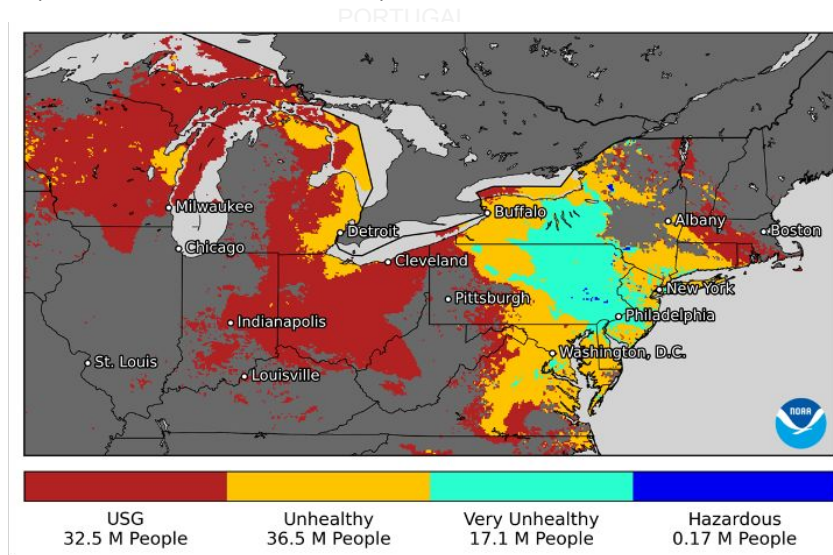 PORTUGAL
Milwaukee
Chicago
Detroit
Cleveland
Buffalo
Albany
Boston
Pittsburgh
New York
Philadelphia
Indianapolis
Washington, D.C.
St. Louis
Louisville
NOAA
USG
32.5 M People
Unhealthy
36.5 M People
Very Unhealthy
17.1 M People
Hazardous
0.17 M People